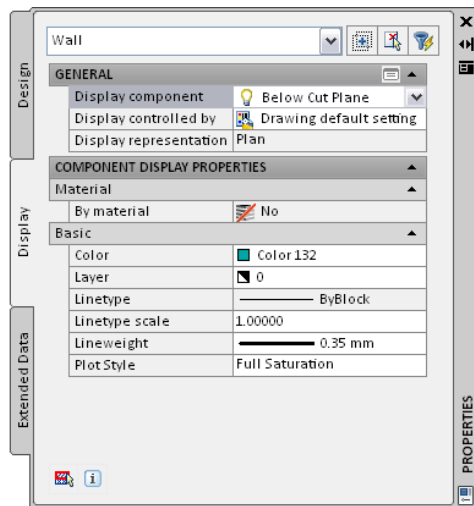 Wall
Design
Display
Extended Data
GENERAL
Display component Below Cut Plane
Display controlled by Drawing default setting
Display representation Plan
COMPONENT DISPLAY PROPERTIES
Material
By material No
Basic
Color Color 132
Layer 0
Linetype ByBlock
Linetype scale 1.00000
Lineweight 0.35 mm
Plot Style Full Saturation
PROPERTIES